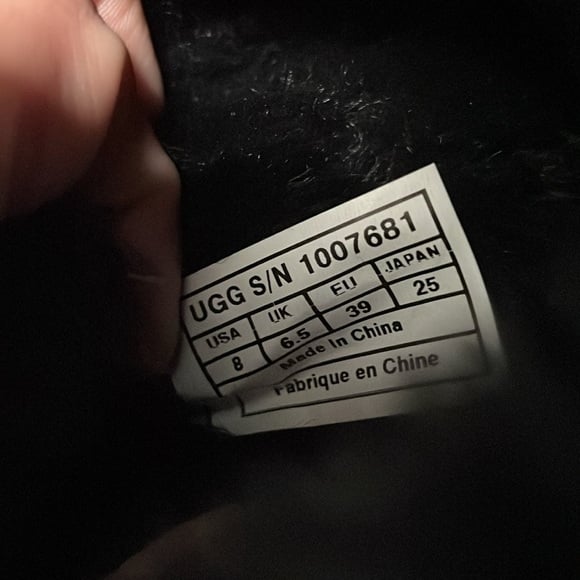 UGG S/N 1007681
USA UK EU JAPAN
8 6.5 39 25
Made in China
Fabrique en Chine